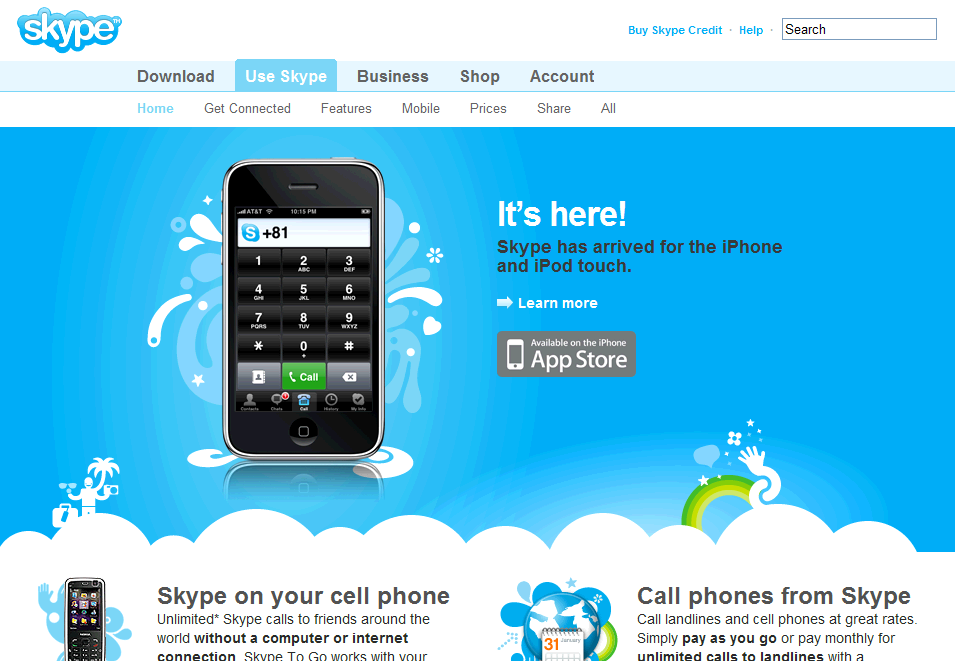 skype™
Buy Skype Credit · Help ·
Search
Download Use Skype Business Shop Account
Home Get Connected Features Mobile Prices Share All
AT&T 10:15 PM
S +81
1 2 3
ABC DEF
4 5 6
GHI JKL MNO
7 8 9
PQRS TUV WXYZ
* 0 #
+
Call
Contacts Chats Call History My Info
It's here!
Skype has arrived for the iPhone
and iPod touch.
Learn more
Available on the iPhone
App Store
NOKIA
Skype on your cell phone
Unlimited* Skype calls to friends around the
world without a computer or internet
connection. Skype To Go works with your
31 January
Call phones from Skype
Call landlines and cell phones at great rates.
Simply pay as you go or pay monthly for
unlimited calls to landlines with a